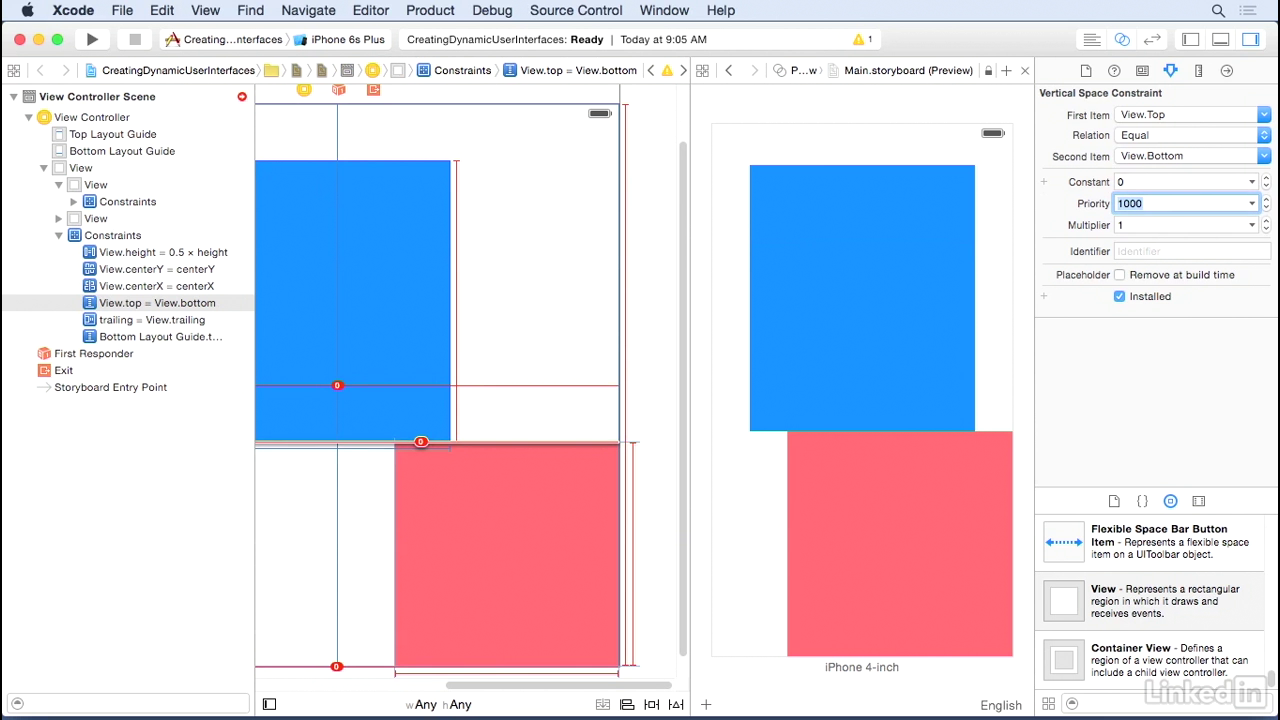 Xcode File Edit View Find Navigate Editor Product Debug Source Control Window Help
Creating...nterfaces iPhone 6s Plus CreatingDynamicUserInterfaces: Ready Today at 9:05 AM 1
CreatingDynamicUserInterfaces Constraints View.top = View.bottom P...w Main.storyboard (Preview)
View Controller Scene
View Controller
Top Layout Guide
Bottom Layout Guide
View
View
Constraints
View
Constraints
View.height = 0.5 × height
View.centerY = centerY
View.centerX = centerX
View.top = View.bottom
trailing = View.trailing
Bottom Layout Guide.t...
First Responder
Exit
Storyboard Entry Point
0
0
0
wAny hAny
iPhone 4-inch
English
Vertical Space Constraint
First Item View.Top
Relation Equal
Second Item View.Bottom
Constant 0
Priority 1000
Multiplier 1
Identifier Identifier
Placeholder Remove at build time
Installed
Flexible Space Bar Button
Item - Represents a flexible space
item on a UIToolbar object.
View - Represents a rectangular
region in which it draws and
receives events.
Container View - Defines a
region of a view controller that can
include a child view controller.
LinkedIn